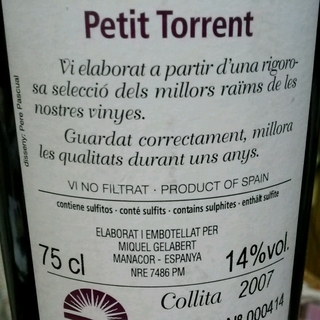 Petit Torrent
Vi elaborat a partir d'una rigoro-
sa selecció dels millors raïms de les
nostres vinyes.
Guardat correctament, millora
les qualitats durant uns anys.
disseny: Pere Pascual
VI NO FILTRAT · PRODUCT OF SPAIN
contiene sulfitos · conté sulfits · contains sulphites · enthält sulfite
ELABORAT I EMBOTELLAT PER
MIQUEL GELABERT
MANACOR - ESPANYA
NRE 7486 PM
75 cl
14%vol.
Collita 2007
Nº 000414